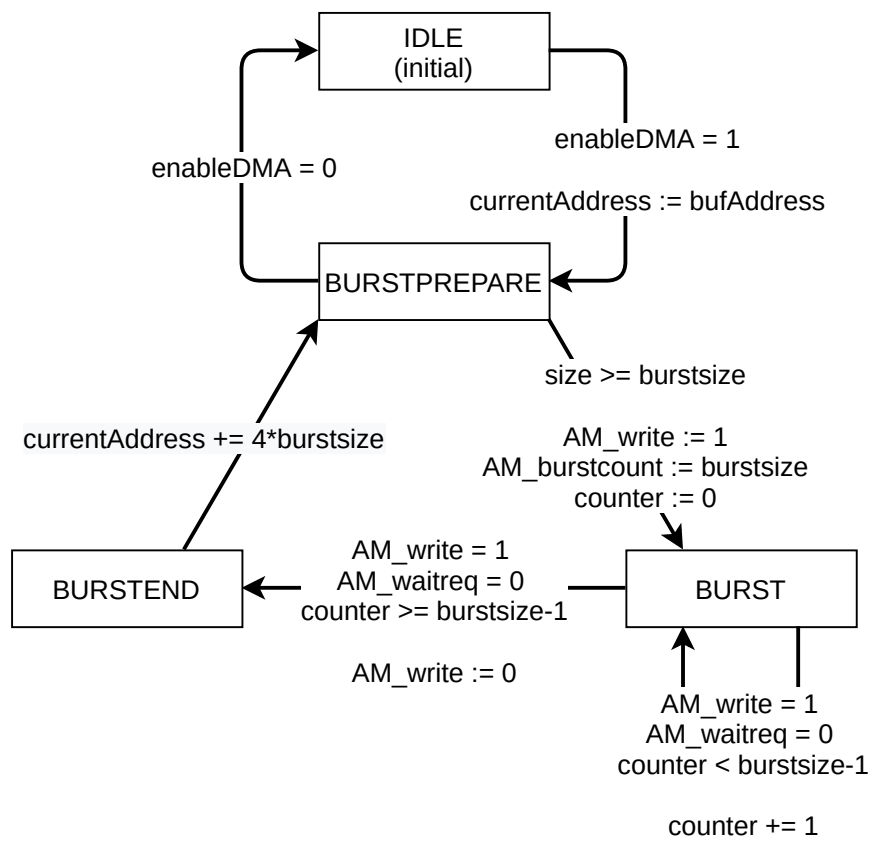 IDLE
(initial)
enableDMA = 1
enableDMA = 0
currentAddress := bufAddress
BURSTPREPARE
size >= burstsize
currentAddress += 4*burstsize
AM_write := 1
AM_burstcount := burstsize
counter := 0
AM_write = 1
AM_waitreq = 0
counter >= burstsize-1
AM_write := 0
BURSTEND
BURST
AM_write = 1
AM_waitreq = 0
counter < burstsize-1
counter += 1